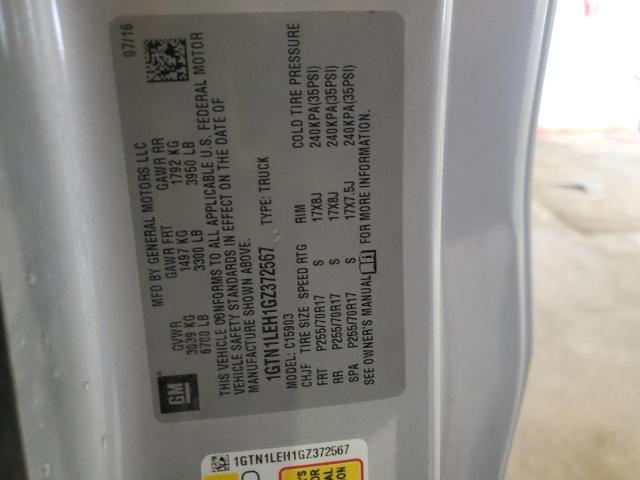 GM
MFD BY GENERAL MOTORS LLC
07/16
GVWR GAWR FRT GAWR RR
3039 KG 1497 KG 1792 KG
6700 LB 3300 LB 3950 LB
THIS VEHICLE CONFORMS TO ALL APPLICABLE U.S. FEDERAL MOTOR
VEHICLE SAFETY STANDARDS IN EFFECT ON THE DATE OF
MANUFACTURE SHOWN ABOVE.
1GTN1LEH1GZ372567 TYPE: TRUCK
MODEL: C15903
CHJF TIRE SIZE SPEED RTG RIM COLD TIRE PRESSURE
FRT P255/70R17 S 17X8J 240KPA(35PSI)
RR P255/70R17 S 17X8J 240KPA(35PSI)
SPA P255/70R17 S 17X7.5J 240KPA(35PSI)
SEE OWNER'S MANUAL FOR MORE INFORMATION.
1GTN1LEH1GZ372567